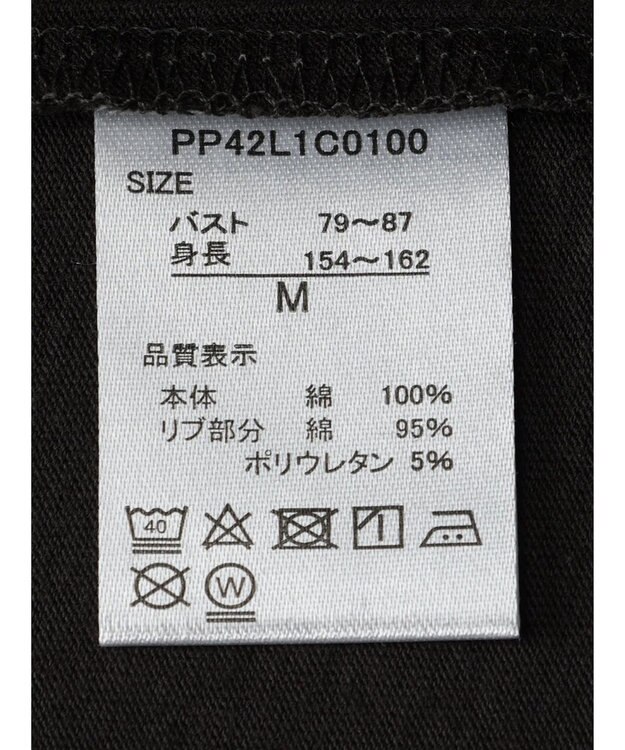 PP42L1C0100
SIZE
バスト 79～87
身長 154～162
M
品質表示
本体 綿 100%
リブ部分 綿 95%
ポリウレタン 5%
40
W